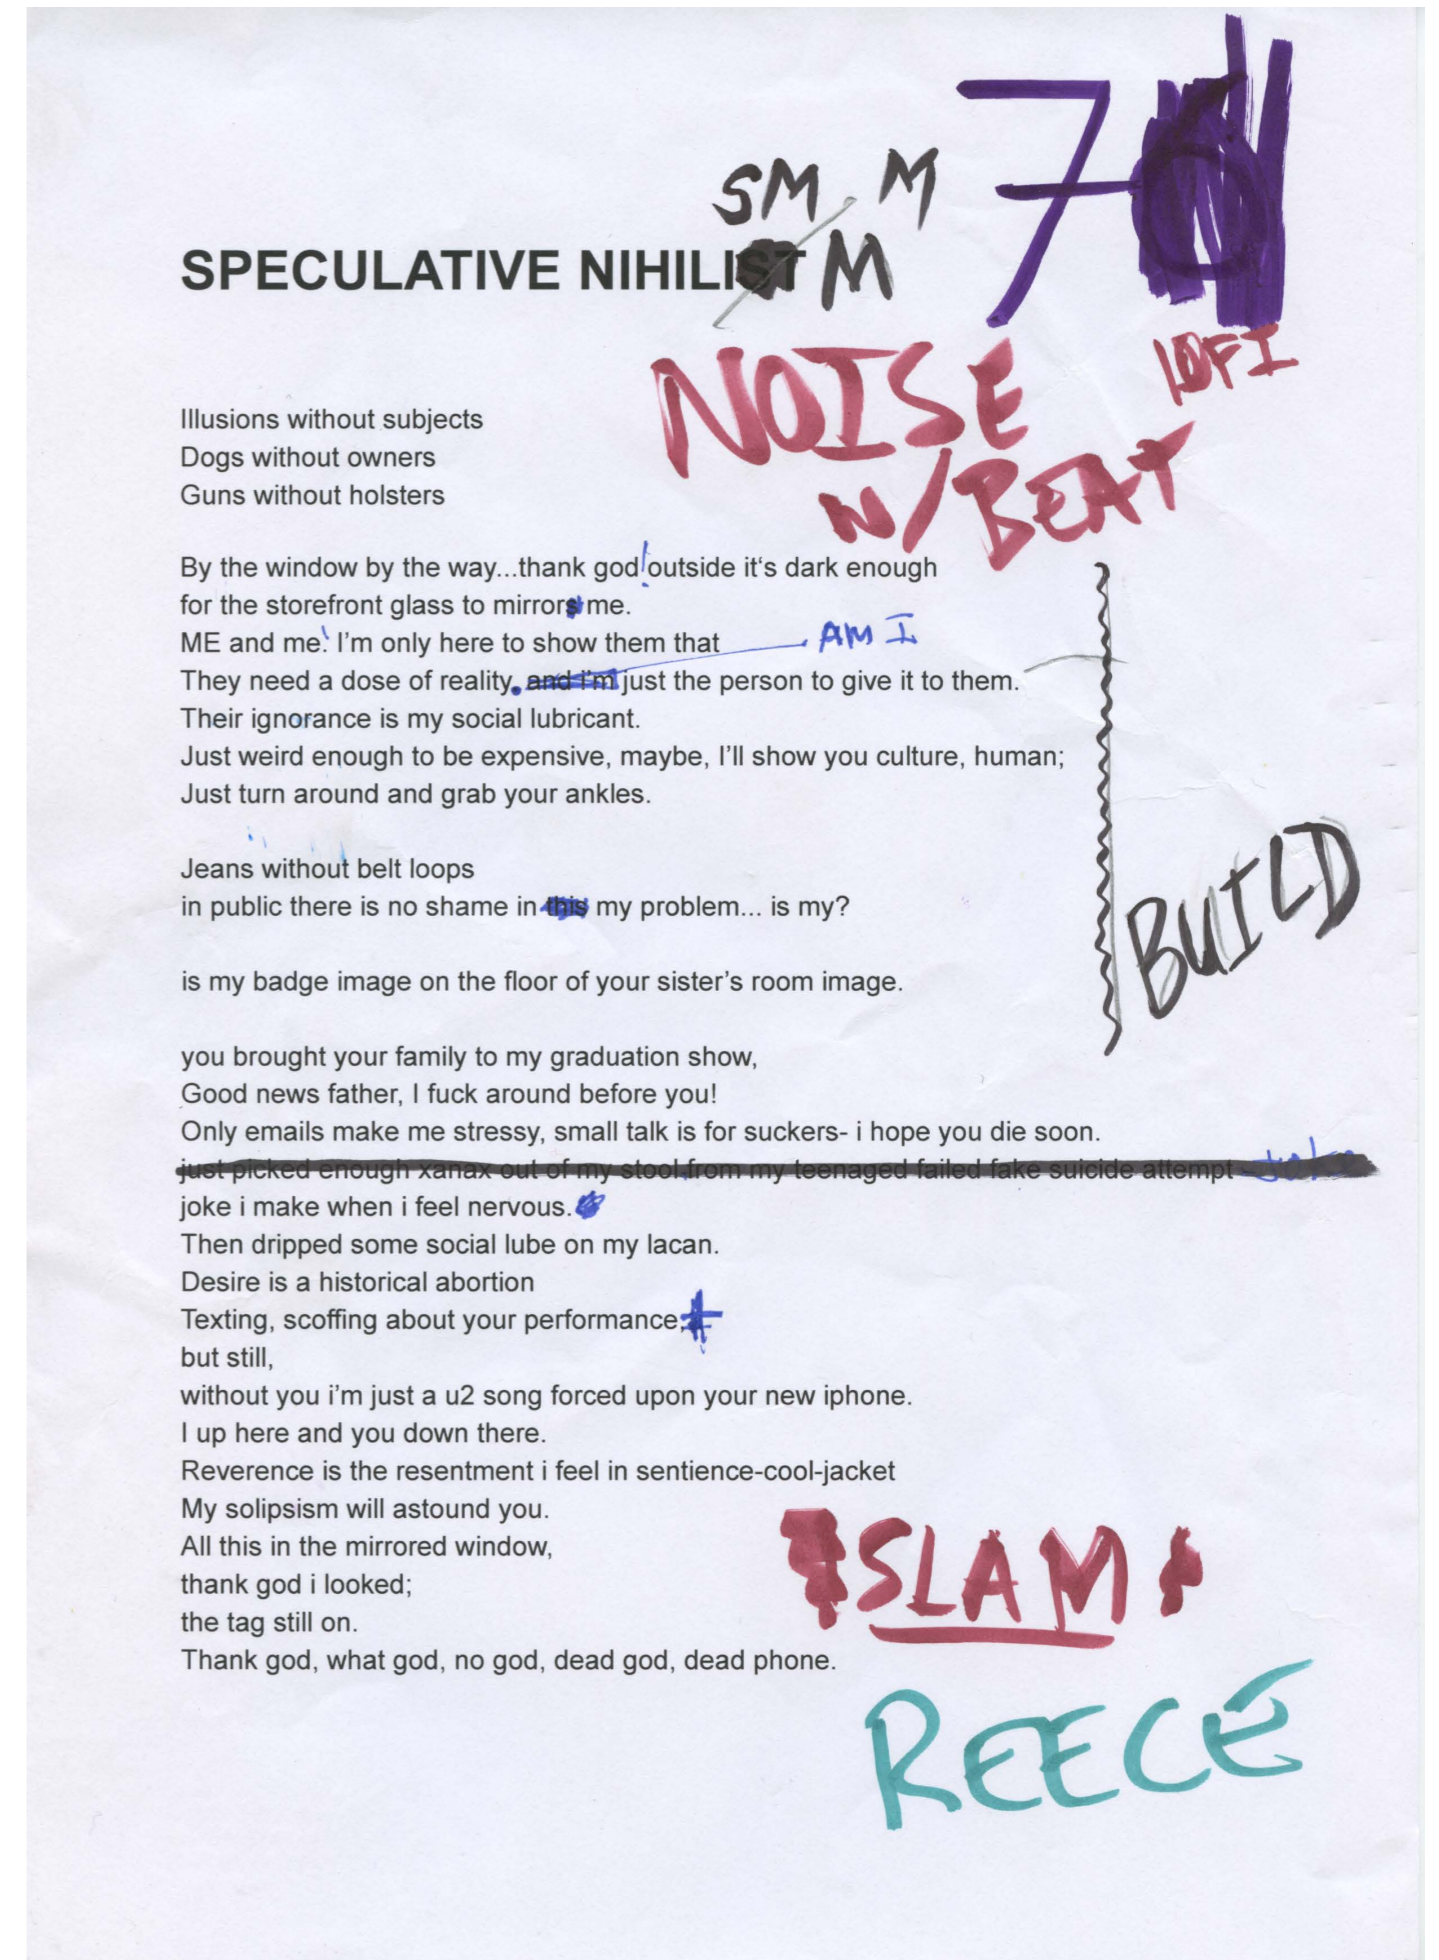 7
SM M
SPECULATIVE NIHILIST M
NOISE LOFI
W/BEAT
Illusions without subjects
Dogs without owners
Guns without holsters
By the window by the way...thank god!outside it's dark enough
for the storefront glass to mirrors me.
ME and me! I'm only here to show them that AM I
They need a dose of reality. and i'm just the person to give it to them.
Their ignorance is my social lubricant.
Just weird enough to be expensive, maybe, I'll show you culture, human;
Just turn around and grab your ankles.
BUILD
Jeans without belt loops
in public there is no shame in this my problem... is my?
is my badge image on the floor of your sister's room image.
you brought your family to my graduation show,
Good news father, I fuck around before you!
Only emails make me stressy, small talk is for suckers- i hope you die soon.
just picked enough xanax out of my stool from my teenaged failed fake suicide attempt
joke i make when i feel nervous.
Then dripped some social lube on my lacan.
Desire is a historical abortion
Texting, scoffing about your performance,
but still,
without you i'm just a u2 song forced upon your new iphone.
I up here and you down there.
Reverence is the resentment i feel in sentience-cool-jacket
My solipsism will astound you.
All this in the mirrored window,
thank god i looked;
the tag still on.
Thank god, what god, no god, dead god, dead phone.
SLAM
REECE